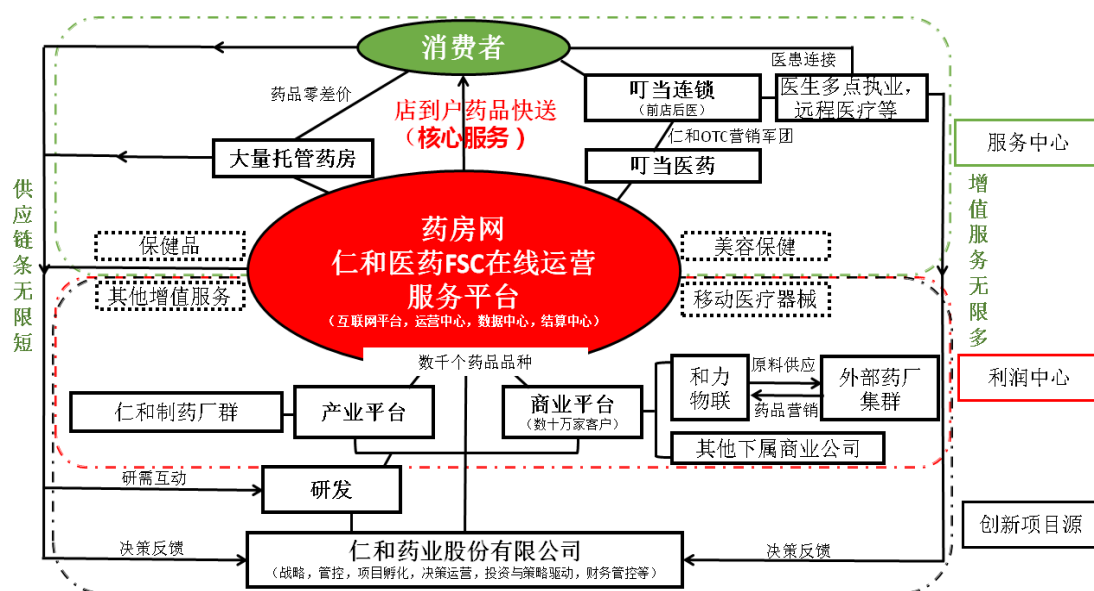 消费者
医患连接
药品零差价
店到户药品快送
（核心服务）
叮当连锁
（前店后医）
医生多点执业，
远程医疗等
仁和OTC营销军团
大量托管药房
叮当医药
服务中心
供应链条无限短
增值服务无限多
药房网
仁和医药FSC在线运营
服务平台
（互联网平台，运营中心，数据中心，结算中心）
保健品
美容保健
其他增值服务
移动医疗器械
数千个药品品种
仁和制药厂群
产业平台
商业平台
（数十万家客户）
和力
物联
原料供应
药品营销
外部药厂
集群
利润中心
其他下属商业公司
研需互动
研发
创新项目源
决策反馈
仁和药业股份有限公司
（战略，管控，项目孵化，决策运营，投资与策略驱动，财务管控等）
决策反馈